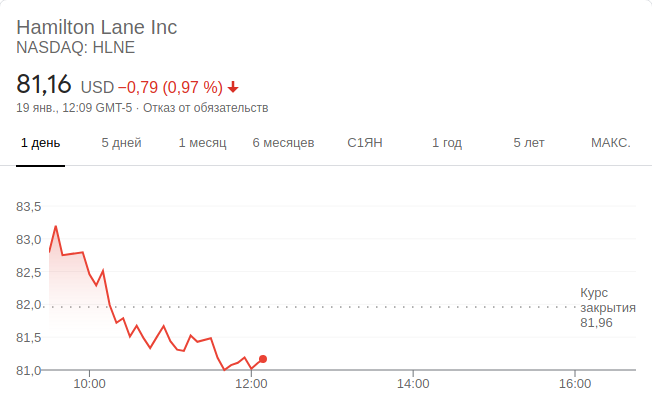 Hamilton Lane Inc
NASDAQ: HLNE
81,16 USD −0,79 (0,97 %)
19 янв., 12:09 GMT-5 · Отказ от обязательств
1 день 5 дней 1 месяц 6 месяцев С1ЯН 1 год 5 лет МАКС.
83,5
83,0
82,5
Курс
82,0 закрытия
81,96
81,5
81,0
10:00 12:00 14:00 16:00